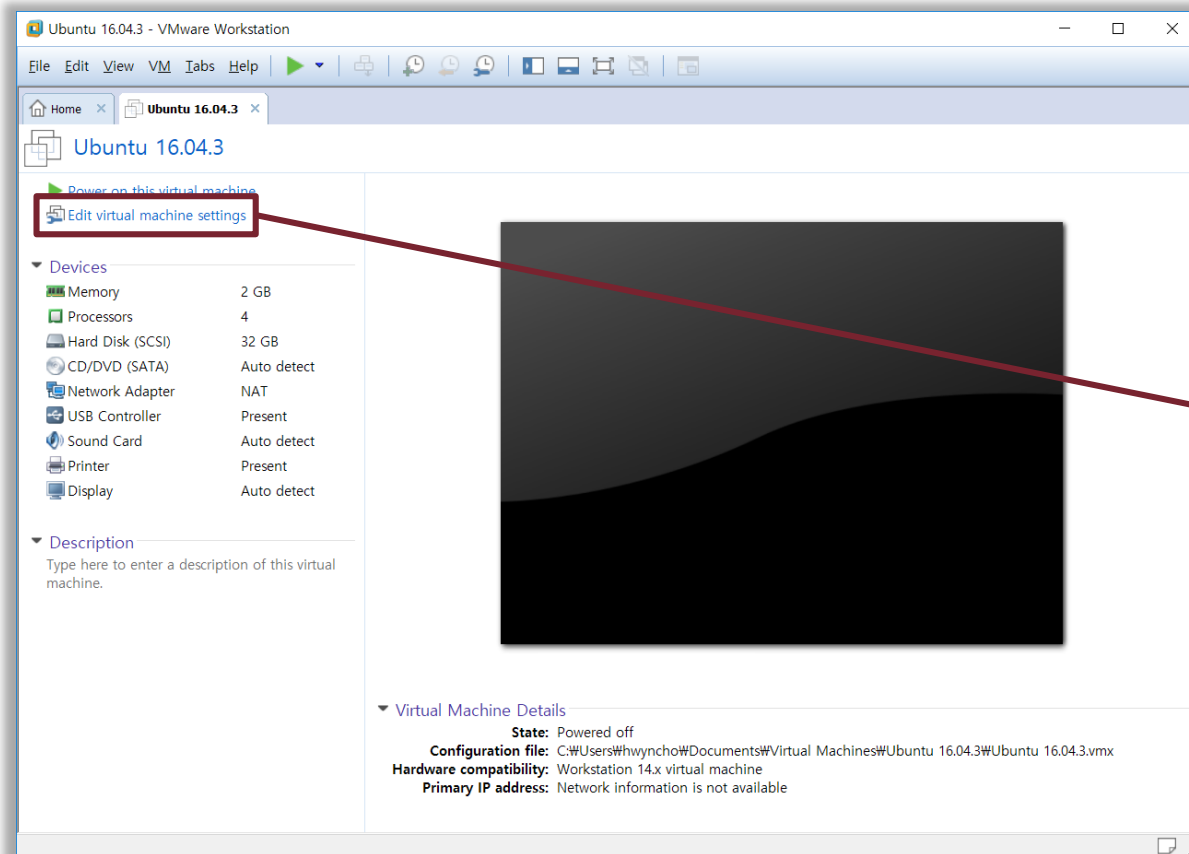 Ubuntu 16.04.3 - VMware Workstation
File Edit View VM Tabs Help
Home Ubuntu 16.04.3
Ubuntu 16.04.3
Power on this virtual machine
Edit virtual machine settings
Devices
Memory 2 GB
Processors 4
Hard Disk (SCSI) 32 GB
CD/DVD (SATA) Auto detect
Network Adapter NAT
USB Controller Present
Sound Card Auto detect
Printer Present
Display Auto detect
Description
Type here to enter a description of this virtual
machine.
Virtual Machine Details
State: Powered off
Configuration file: C:₩Users₩hwyncho₩Documents₩Virtual Machines₩Ubuntu 16.04.3₩Ubuntu 16.04.3.vmx
Hardware compatibility: Workstation 14.x virtual machine
Primary IP address: Network information is not available